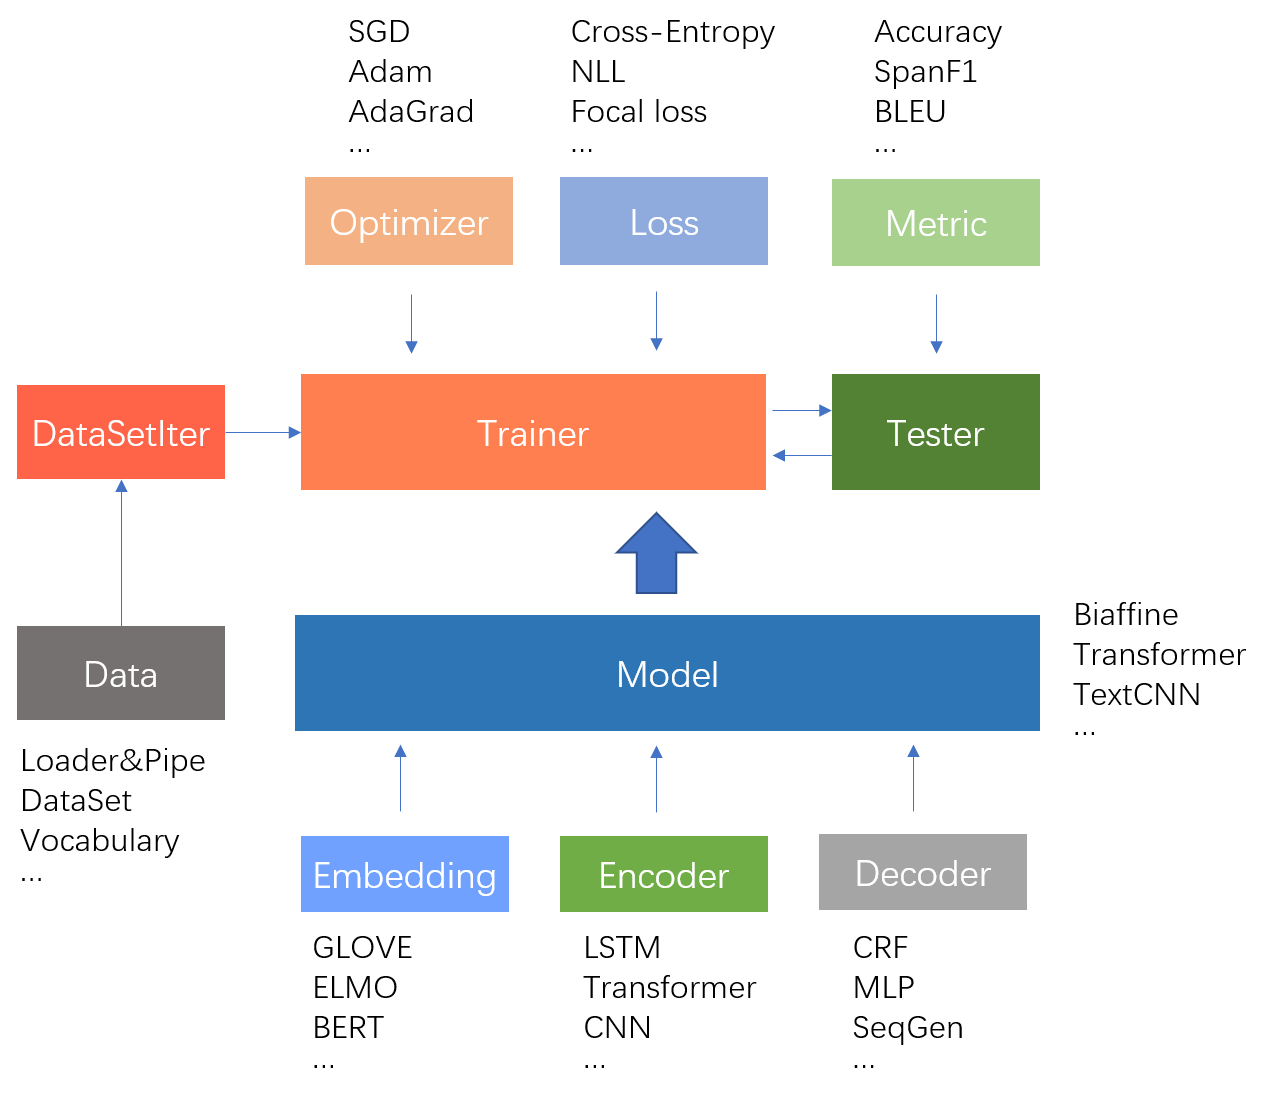 SGD
Adam
AdaGrad
...
Cross-Entropy
NLL
Focal loss
...
Accuracy
SpanF1
BLEU
...
Optimizer
Loss
Metric
DataSetIter
Trainer
Tester
Data
Model
Biaffine
Transformer
TextCNN
...
Loader&Pipe
DataSet
Vocabulary
...
Embedding
Encoder
Decoder
GLOVE
ELMO
BERT
...
LSTM
Transformer
CNN
...
CRF
MLP
SeqGen
...